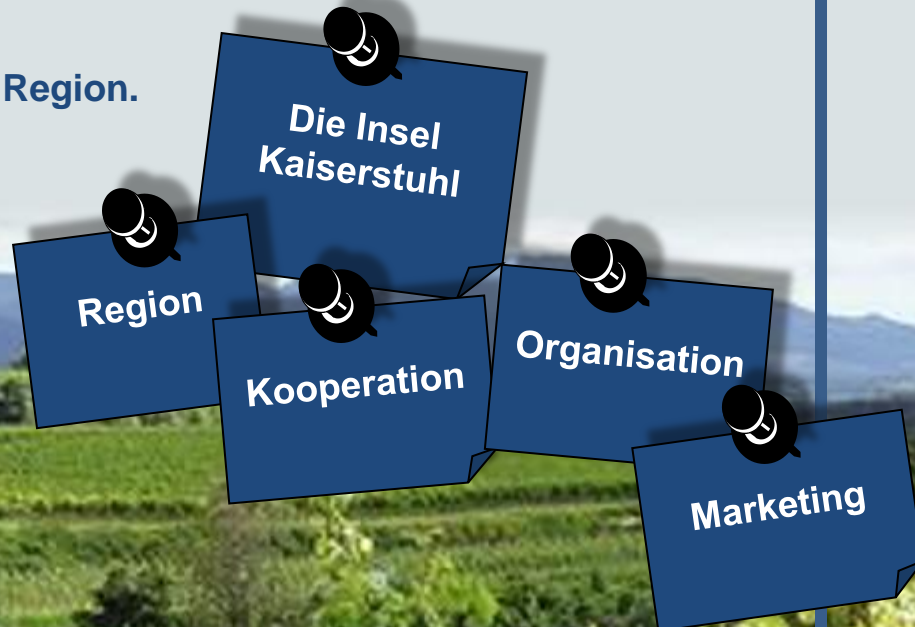 Region.
Die Insel
Kaiserstuhl
Region
Kooperation
Organisation
Marketing